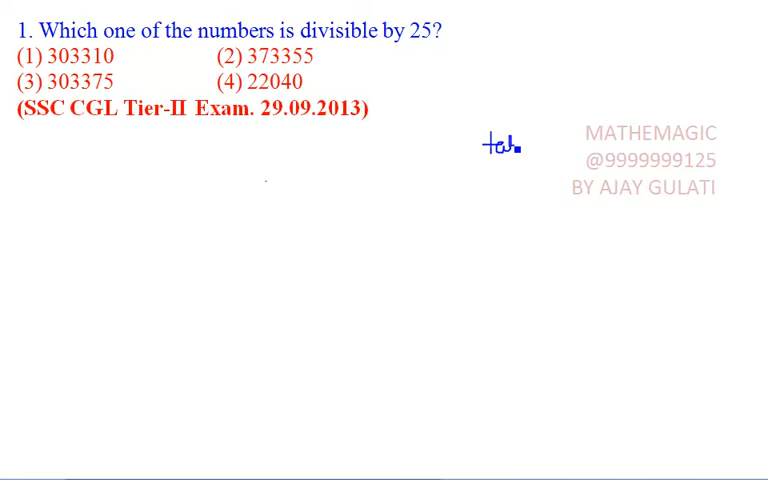 1. Which one of the numbers is divisible by 25?
(1) 303310 (2) 373355
(3) 303375 (4) 22040
(SSC CGL Tier-II Exam. 29.09.2013)
MATHEMAGIC
@9999999125
BY AJAY GULATI